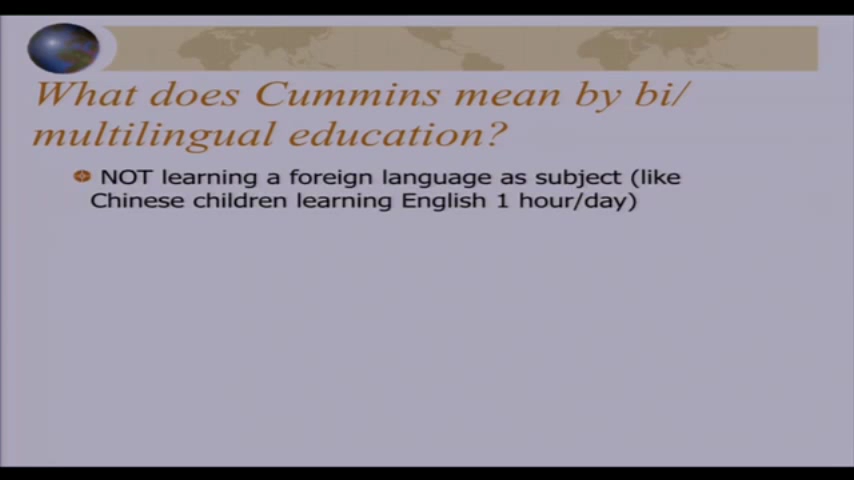 What does Cummins mean by bi/
multilingual education?
NOT learning a foreign language as subject (like
Chinese children learning English 1 hour/day)